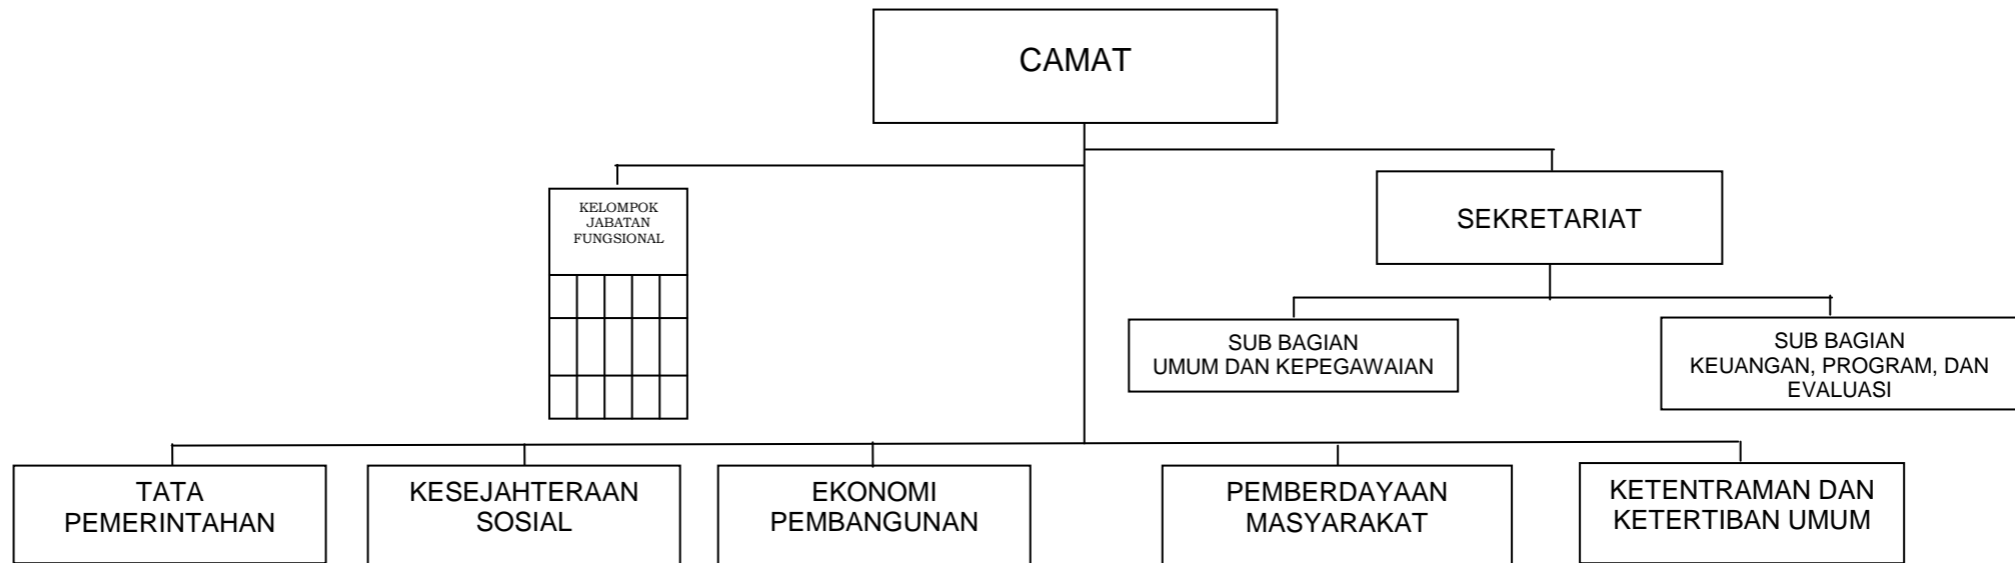 CAMAT
KELOMPOK
JABATAN
FUNGSIONAL
SEKRETARIAT
SUB BAGIAN
UMUM DAN KEPEGAWAIAN
SUB BAGIAN
KEUANGAN, PROGRAM, DAN
EVALUASI
TATA
PEMERINTAHAN
KESEJAHTERAAN
SOSIAL
EKONOMI
PEMBANGUNAN
PEMBERDAYAAN
MASYARAKAT
KETENTRAMAN DAN
KETERTIBAN UMUM